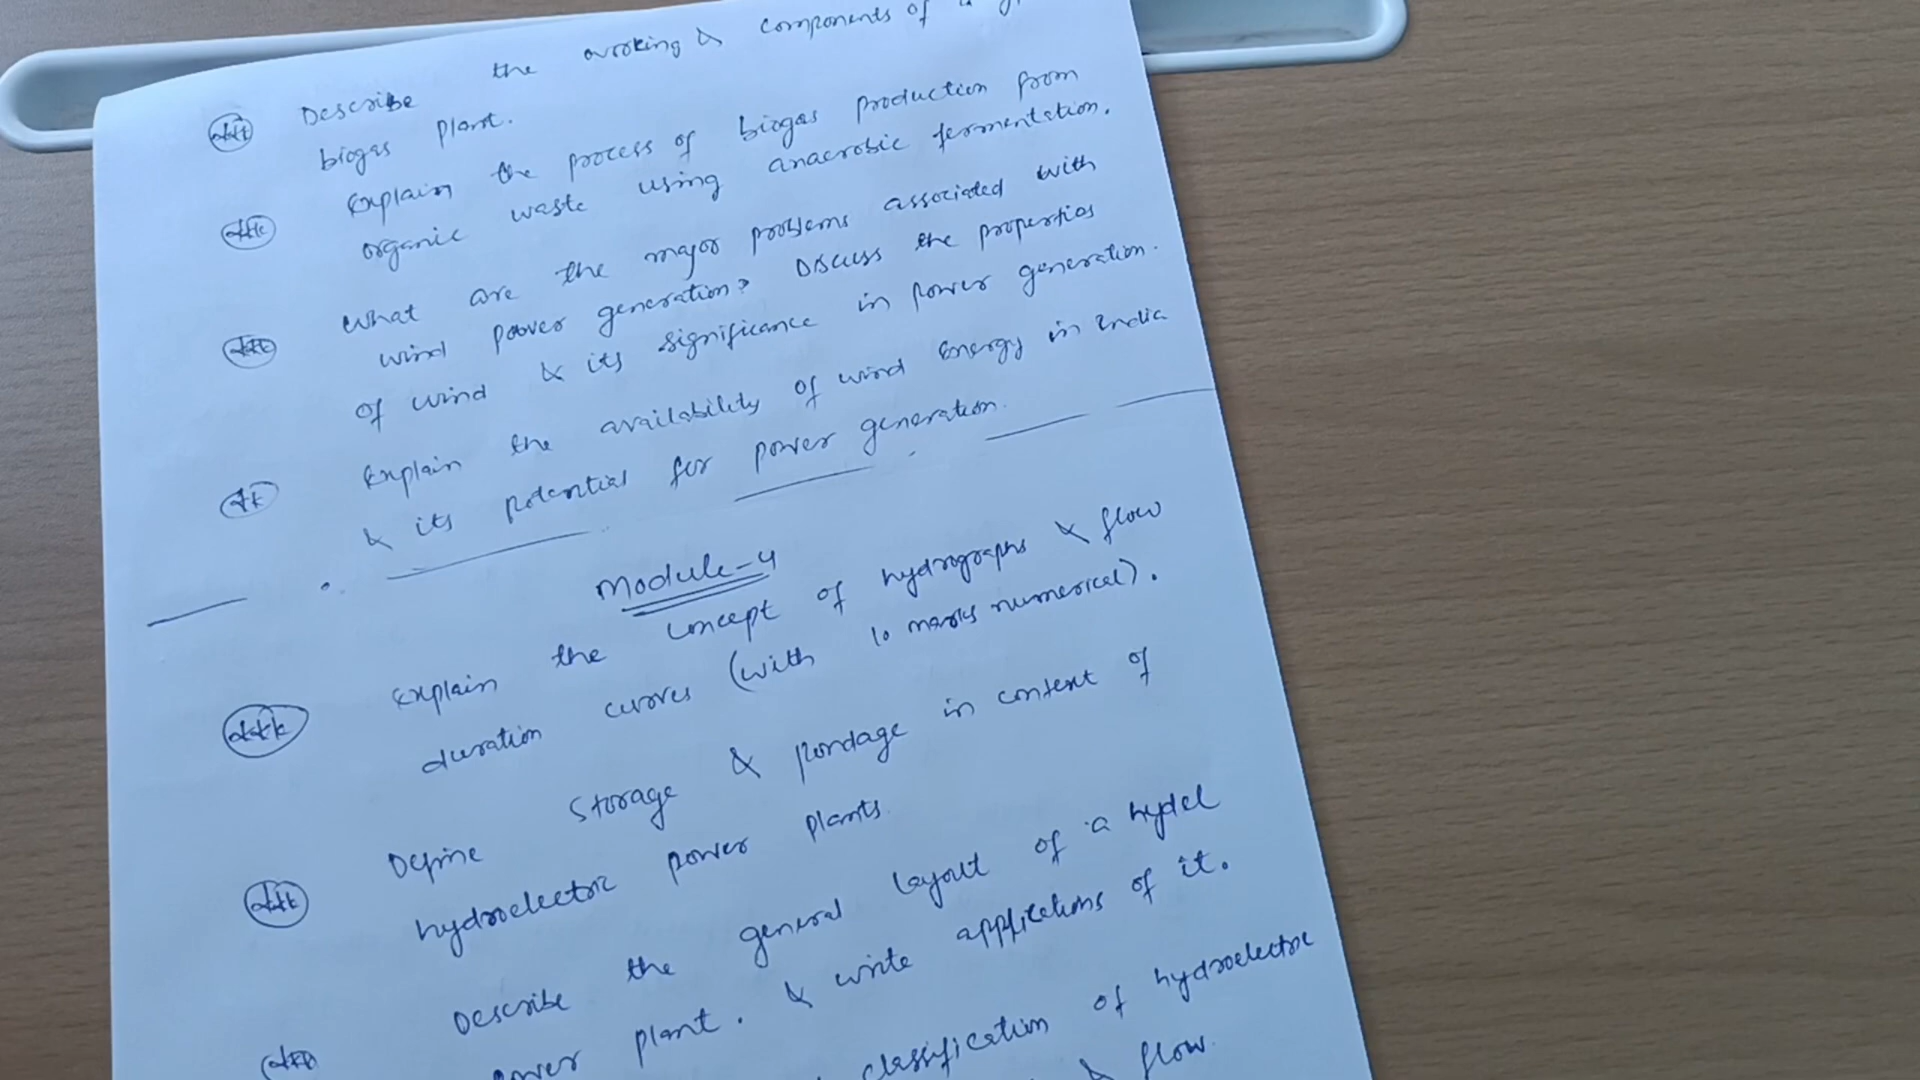 Describe the working & components of a
biogas plant.
Explain the process of biogas production from
organic waste using anaerobic fermentation.
What are the major problems associated with
wind power generation? Discuss the properties
of wind & its significance in power generation.
Explain the availability of wind Energy in India
& its potential for power generation.
Module-4
Explain the concept of hydrographs & flow
duration curves (with 10 marks numerical).
Define storage & pondage in context of
hydroelectric power plants.
Describe the general layout of a hydel
power plant. & write applications of it.
classification of hydroelectric
& flow.